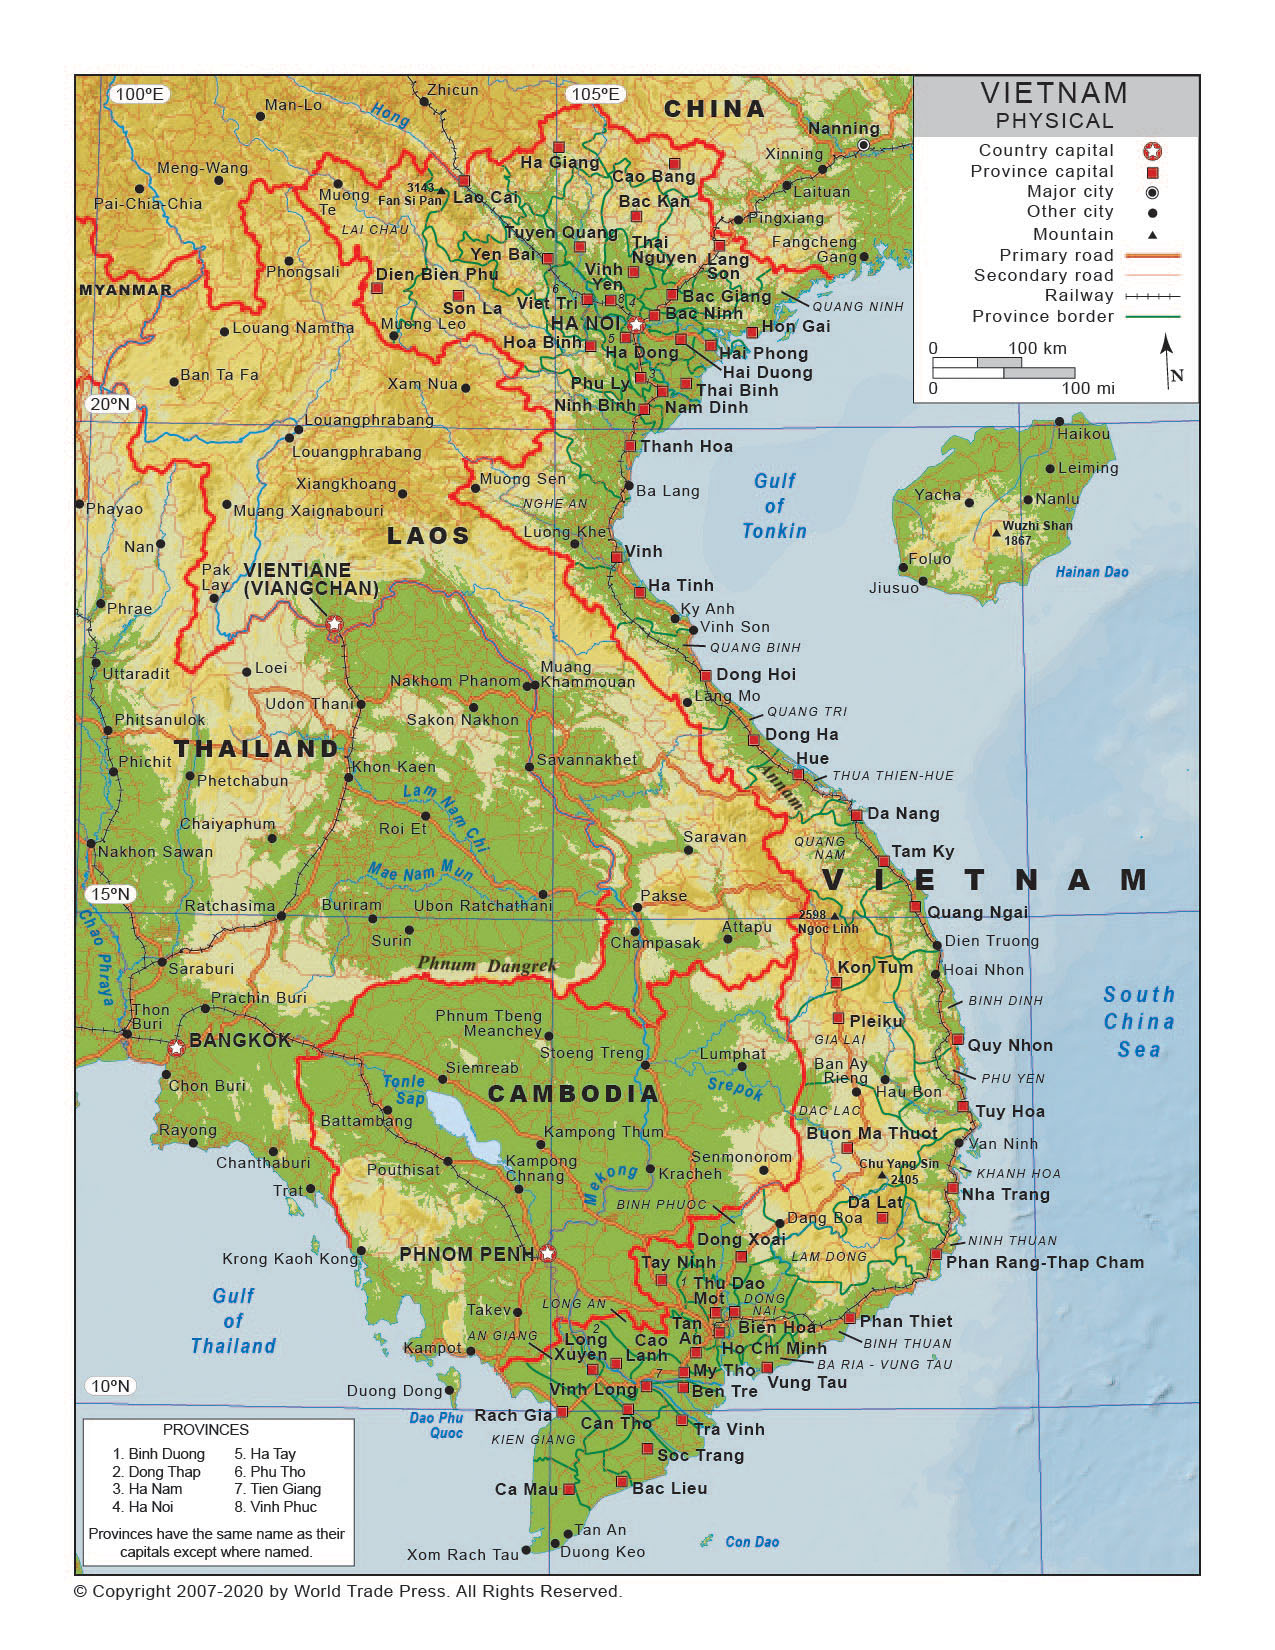 VIETNAM
PHYSICAL
Country capital
Province capital
Major city
Other city
Mountain
Primary road
Secondary road
Railway
Province border
0
100 km
0
100 mi
N
100ºE
105ºE
20ºN
15ºN
10ºN
CHINA
MYANMAR
LAOS
THAILAND
CAMBODIA
VIETNAM
Zhicun
Man-Lo
Hong
Nanning
Xinning
Meng-Wang
Ha Giang
Cao Bang
Laituan
Pai-Chia-Chia
Muong
Te
3143
Fan Si Pan
Lao Cai
Bac Kan
Pingxiang
LAI CHAU
Tuyen Quang
Thai
Nguyen
Fangcheng
Gang
Yen Bai
Lang
Son
Phongsali
Dien Bien Phu
Vinh
Yen
Son La
Viet Tri
6
8
4
Bac Giang
QUANG NINH
Louang Namtha
Muong Leo
HA NOI
Bac Ninh
Hon Gai
Hoa Binh
5
Ha Dong
Hai Phong
Hai Duong
Ban Ta Fa
Xam Nua
Phu Ly
3
Thai Binh
Ninh Binh
Nam Dinh
Louangphrabang
Louangphrabang
Thanh Hoa
Haikou
Xiangkhoang
Muong Sen
Ba Lang
Gulf
of
Tonkin
Leiming
Yacha
Nanlu
Phayao
Muang Xaignabouri
NGHE AN
Wuzhi Shan
1867
Nan
Luong Khe
Vinh
Foluo
Jiusuo
Hainan Dao
Pak
Lay
VIENTIANE
(VIANGCHAN)
Ha Tinh
Phrae
Ky Anh
Vinh Son
QUANG BINH
Uttaradit
Loei
Nakhom Phanom
Muang
Khammouan
Dong Hoi
Lang Mo
Udon Thani
Sakon Nakhon
QUANG TRI
Phitsanulok
Dong Ha
Phichit
Phetchabun
Khon Kaen
Savannakhet
Hue
THUA THIEN-HUE
Annam
Lam Nam Chi
Da Nang
Chaiyaphum
Roi Et
Saravan
QUANG
NAM
Tam Ky
Nakhon Sawan
Mae Nam Mun
Ratchasima
Buriram
Ubon Ratchathani
Pakse
2598
Ngoc Linh
Quang Ngai
Chao Phraya
Surin
Champasak
Attapu
Dien Truong
Saraburi
Phnum Dangrek
Kon Tum
Hoai Nhon
Prachin Buri
Thon
Buri
BANGKOK
Phnum Tbeng
Meanchey
Pleiku
GIA LAI
BINH DINH
South
China
Sea
Stoeng Treng
Lumphat
Quy Nhon
Chon Buri
Siemreab
Tonle
Sap
Srepok
Ban Ay
Rieng
Hau Bon
PHU YEN
Battambang
DAC LAC
Tuy Hoa
Rayong
Kampong Thum
Buon Ma Thuot
Van Ninh
Chanthaburi
Pouthisat
Kampong
Chnang
Mekong
Kracheh
Senmonorom
Chu Yang Sin
2405
KHANH HOA
Trat
BINH PHUOC
Da Lat
Nha Trang
Dang Boa
Krong Kaoh Kong
PHNOM PENH
Dong Xoai
LAM DONG
NINH THUAN
Phan Rang-Thap Cham
Tay Ninh
1
Thu Dao
Mot
DONG
NAI
Gulf
of
Thailand
Takev
LONG AN
Tan
An
Bien Hoa
Phan Thiet
AN GIANG
2
Long
Xuyen
Cao
Lanh
Ho Chi Minh
BINH THUAN
Kampot
BA RIA - VUNG TAU
7
My Tho
Vung Tau
Duong Dong
Vinh Long
Ben Tre
Dao Phu
Quoc
Rach Gia
Can Tho
Tra Vinh
KIEN GIANG
Soc Trang
Ca Mau
Bac Lieu
Tan An
Con Dao
Xom Rach Tau
Duong Keo
PROVINCES
1. Binh Duong
2. Dong Thap
3. Ha Nam
4. Ha Noi
5. Ha Tay
6. Phu Tho
7. Tien Giang
8. Vinh Phuc
Provinces have the same name as their
capitals except where named.
© Copyright 2007-2020 by World Trade Press. All Rights Reserved.